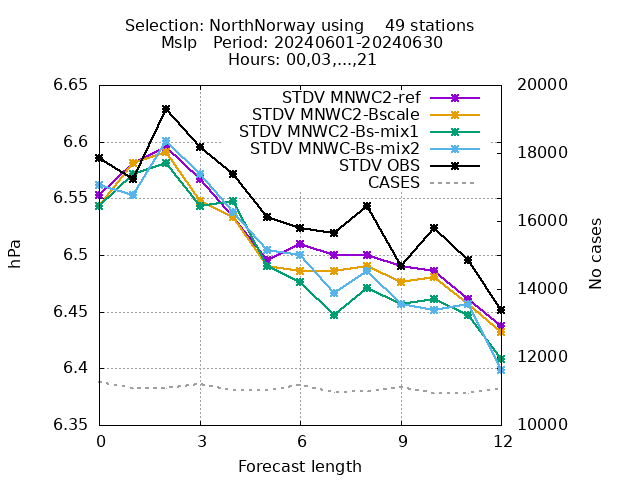 Selection: NorthNorway using    49 stations
Mslp   Period: 20240601-20240630
Hours: 00,03,...,21
STDV MNWC2-ref
STDV MNWC2-Bscale
STDV MNWC2-Bs-mix1
STDV MNWC-Bs-mix2
STDV OBS
CASES
hPa
6.65
6.6
6.55
6.5
6.45
6.4
6.35
20000
18000
16000
14000
12000
10000
No cases
0 3 6 9 12
Forecast length